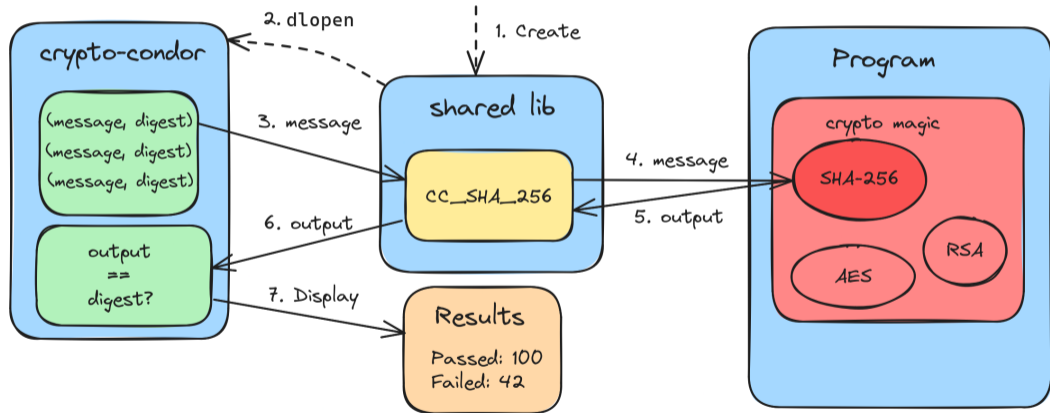 2. dlopen
1. Create
crypto-condor
(message, digest)
(message, digest)
(message, digest)
output
==
digest?
3. message
6. output
7. Display
shared lib
CC_SHA_256
Results
Passed: 100
Failed: 42
4. message
5. output
Program
crypto magic
SHA-256
RSA
AES